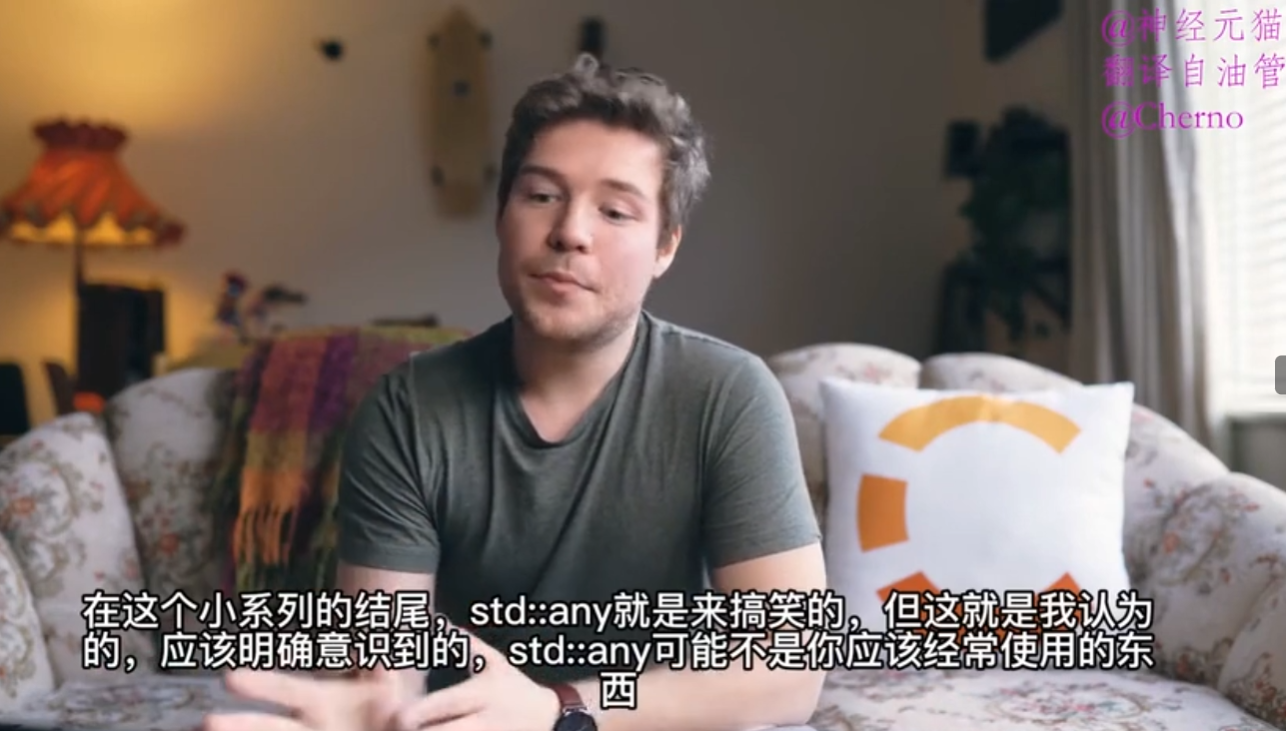 @神经元猫
翻译自油管
@Cherno
在这个小系列的结尾，std::any就是来搞笑的，但这就是我认为
的，应该明确意识到的，std::any可能不是你应该经常使用的东
西